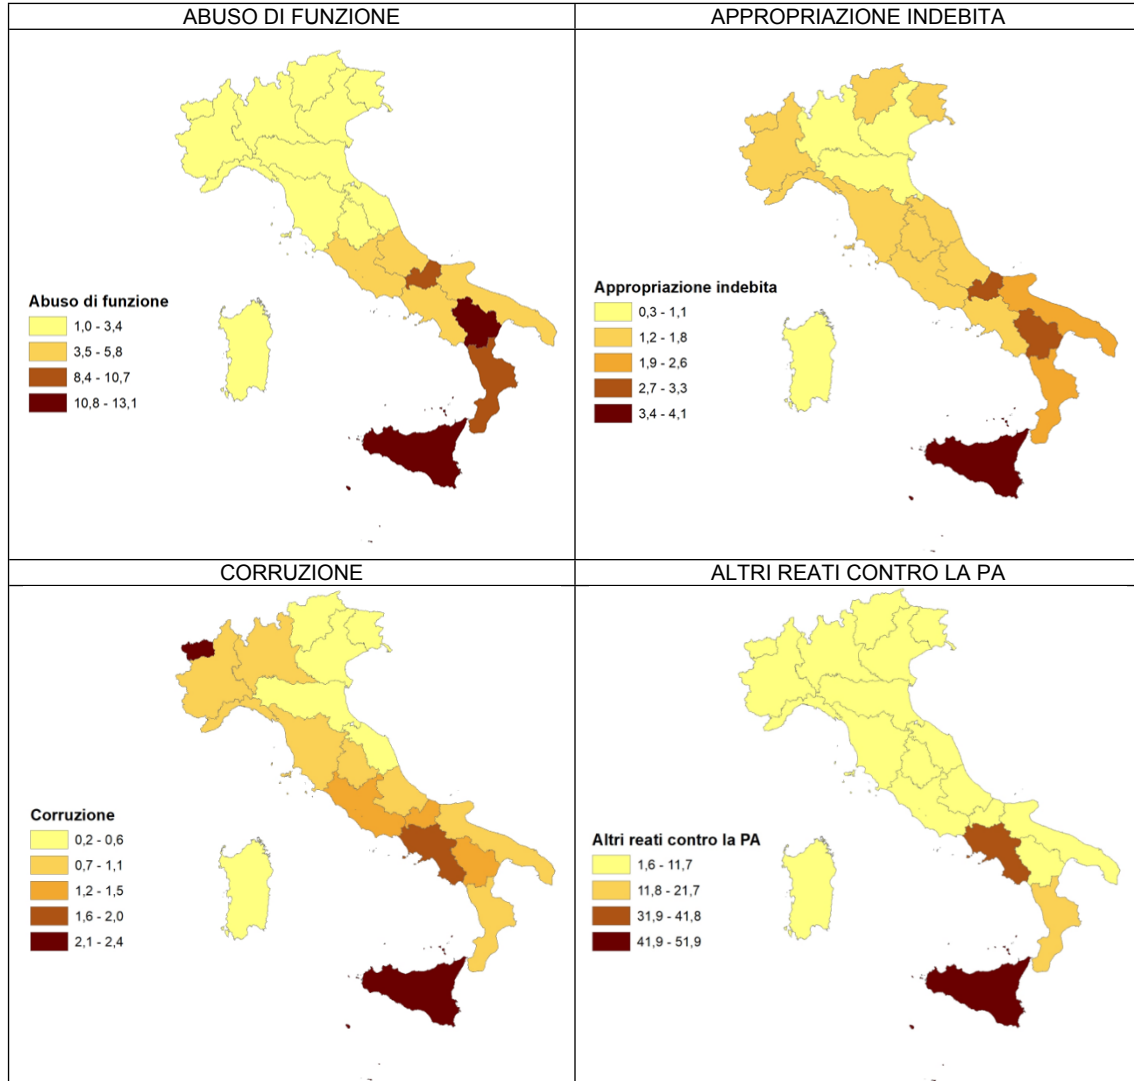 ABUSO DI FUNZIONE
APPROPRIAZIONE INDEBITA
Abuso di funzione
1,0 - 3,4
3,5 - 5,8
8,4 - 10,7
10,8 - 13,1
Appropriazione indebita
0,3 - 1,1
1,2 - 1,8
1,9 - 2,6
2,7 - 3,3
3,4 - 4,1
CORRUZIONE
ALTRI REATI CONTRO LA PA
Corruzione
0,2 - 0,6
0,7 - 1,1
1,2 - 1,5
1,6 - 2,0
2,1 - 2,4
Altri reati contro la PA
1,6 - 11,7
11,8 - 21,7
31,9 - 41,8
41,9 - 51,9